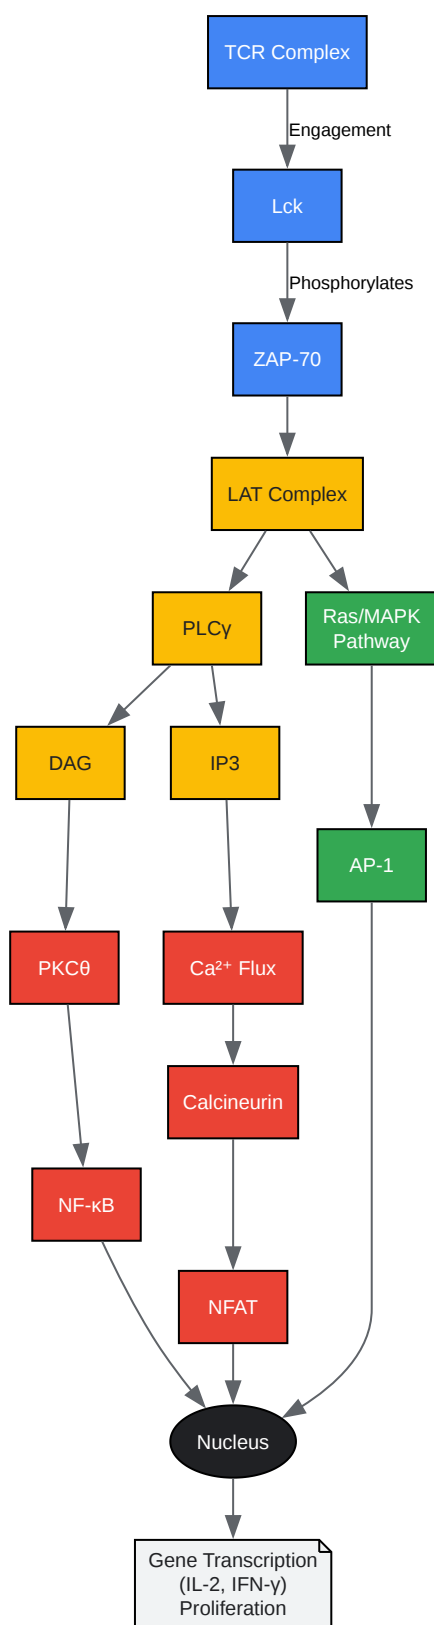 TCR Complex
Engagement
Lck
Phosphorylates
ZAP-70
LAT Complex
PLCγ
Ras/MAPK
Pathway
DAG
IP3
AP-1
PKCθ
Ca²⁺ Flux
Calcineurin
NF-κB
NFAT
Nucleus
Gene Transcription
(IL-2, IFN-γ)
Proliferation